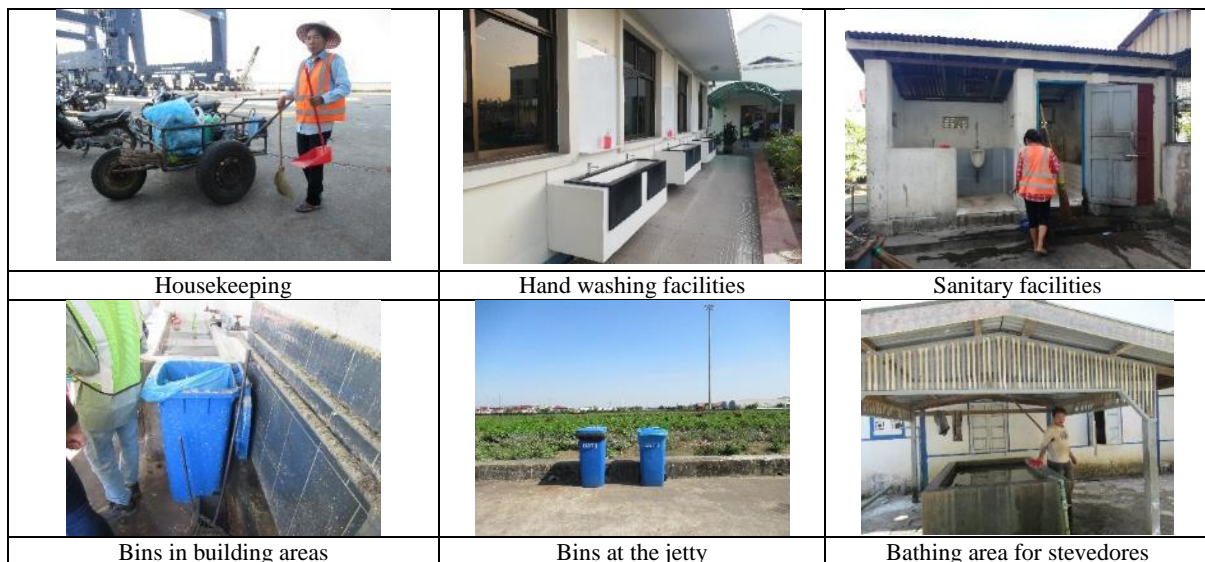 Housekeeping
Hand washing facilities
Sanitary facilities
Bins in building areas
Bins at the jetty
Bathing area for stevedores